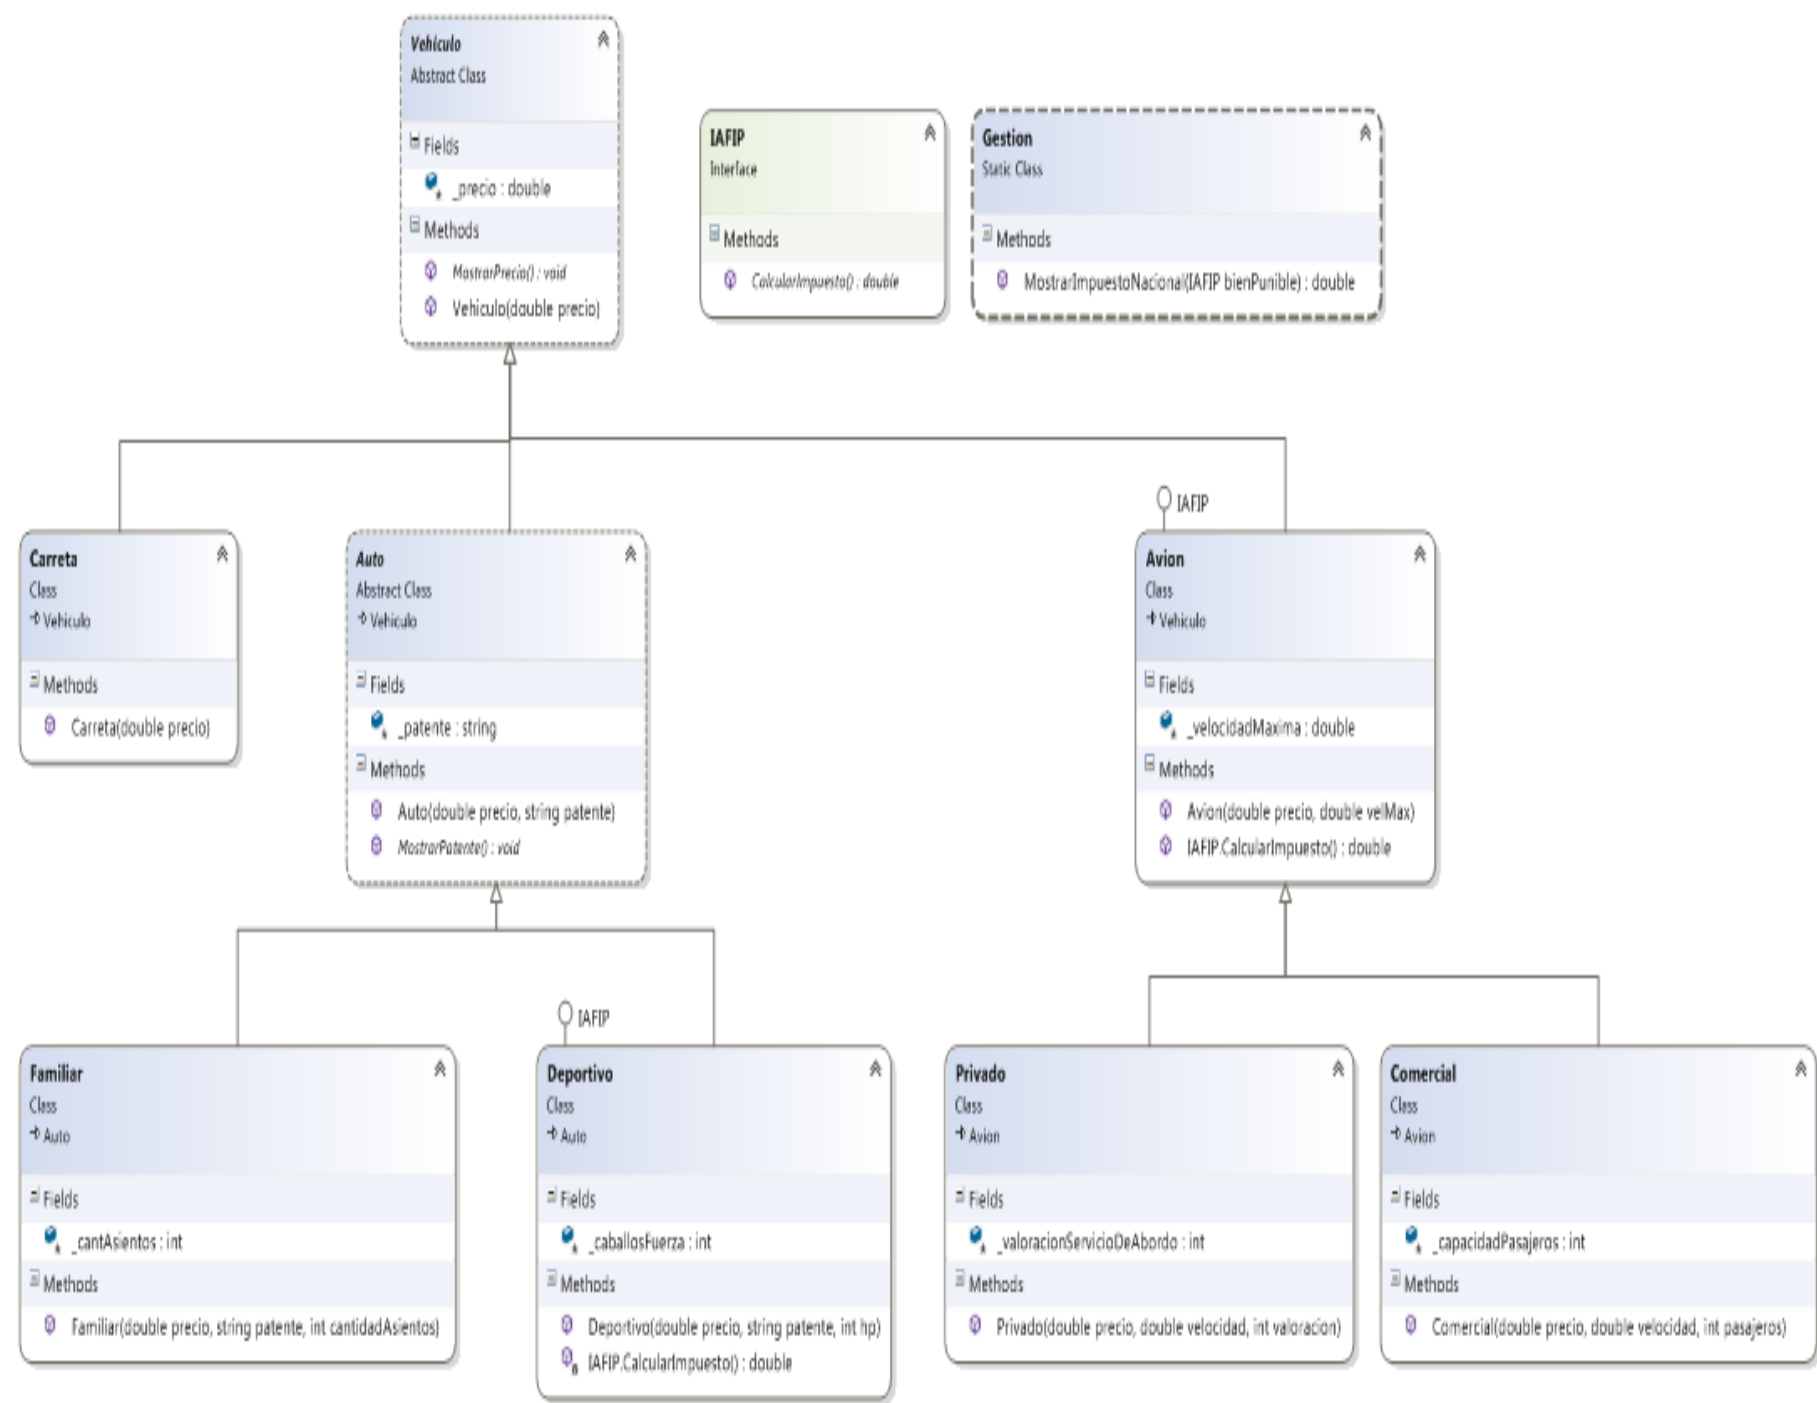 Vehiculo
Abstract Class
Fields
_precio : double
Methods
MostrarPrecio() : void
Vehiculo(double precio)
IAFIP
Interface
Methods
CalcularImpuesto() : double
Gestion
Static Class
Methods
MostrarImpuestoNacional(IAFIP bienPunible) : double
Carreta
Class
Vehiculo
Methods
Carreta(double precio)
Auto
Abstract Class
Vehiculo
Fields
_patente : string
Methods
Auto(double precio, string patente)
MostrarPatente() : void
IAFIP
Avion
Class
Vehiculo
Fields
_velocidadMaxima : double
Methods
Avion(double precio, double velMax)
IAFIP.CalcularImpuesto() : double
Familiar
Class
Auto
Fields
_cantAsientos : int
Methods
Familiar(double precio, string patente, int cantidadAsientos)
IAFIP
Deportivo
Class
Auto
Fields
_caballosFuerza : int
Methods
Deportivo(double precio, string patente, int hp)
IAFIP.CalcularImpuesto() : double
Privado
Class
Avion
Fields
_valoracionServicioDeAbordo : int
Methods
Privado(double precio, double velocidad, int valoracion)
Comercial
Class
Avion
Fields
_capacidadPasajeros : int
Methods
Comercial(double precio, double velocidad, int pasajeros)